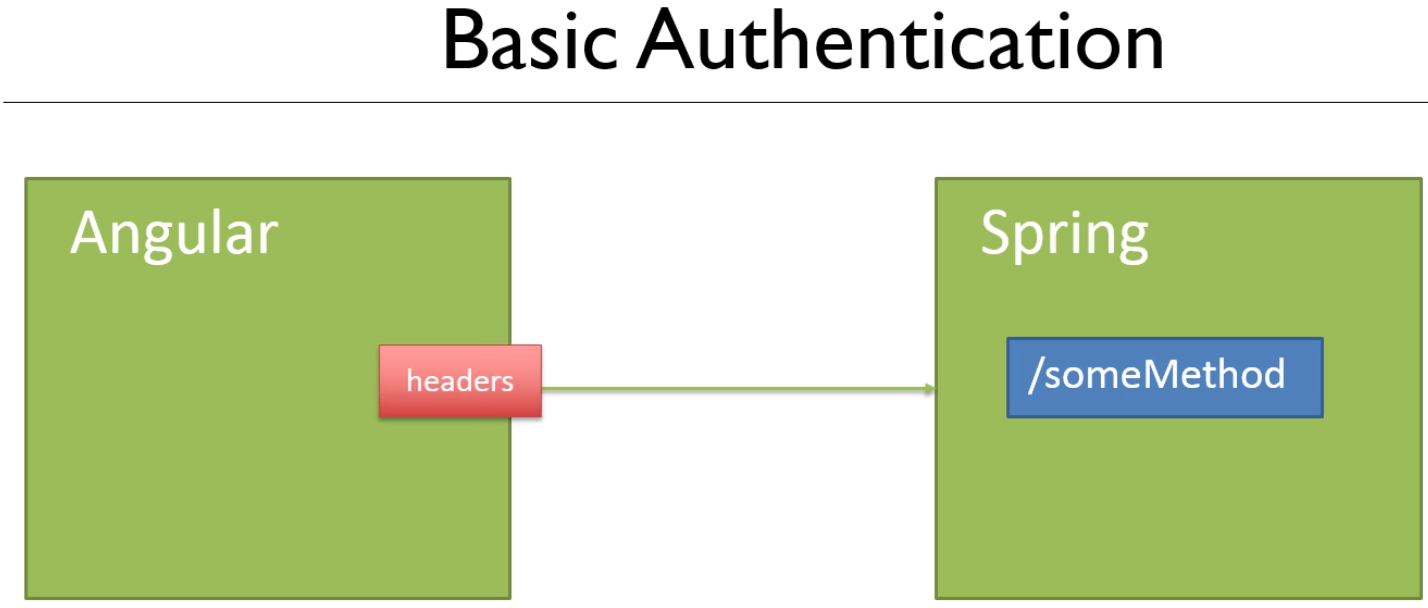 Basic Authentication
Angular
Spring
headers
/someMethod